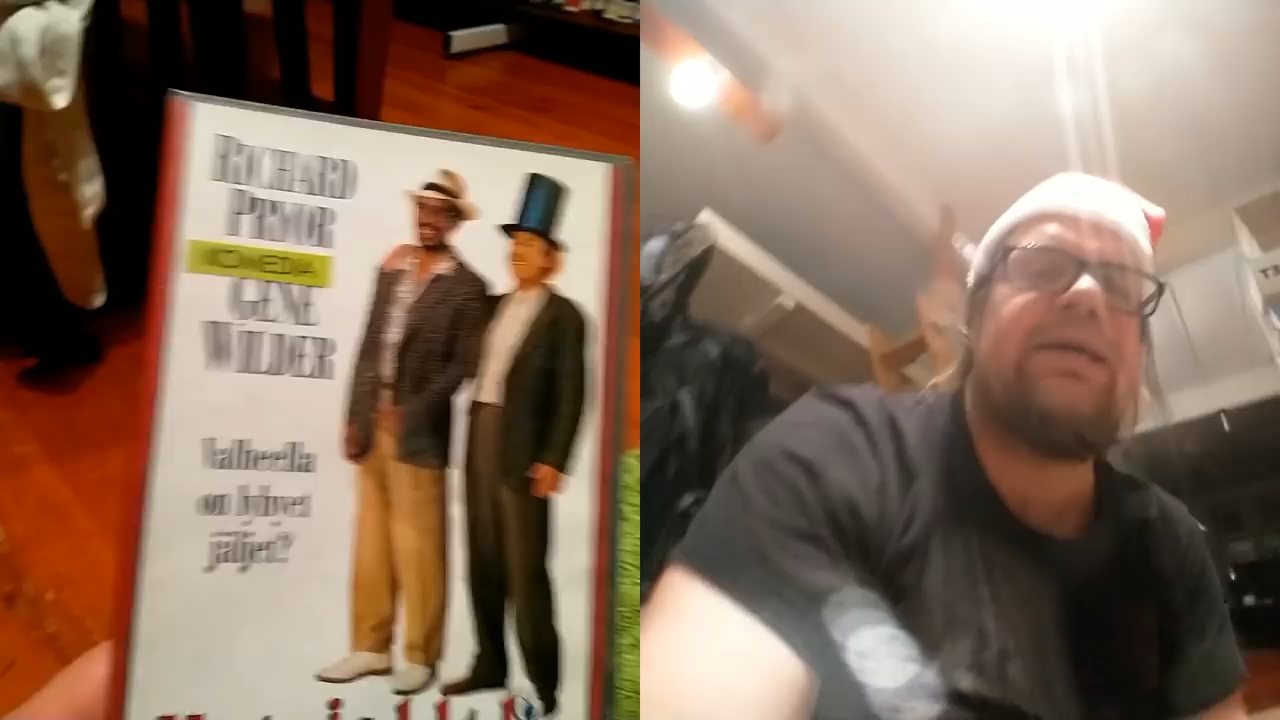 RICHARD
PRYOR
KOMEDIA
GENE
WILDER
Valheella
on lyhyet
jäljet?